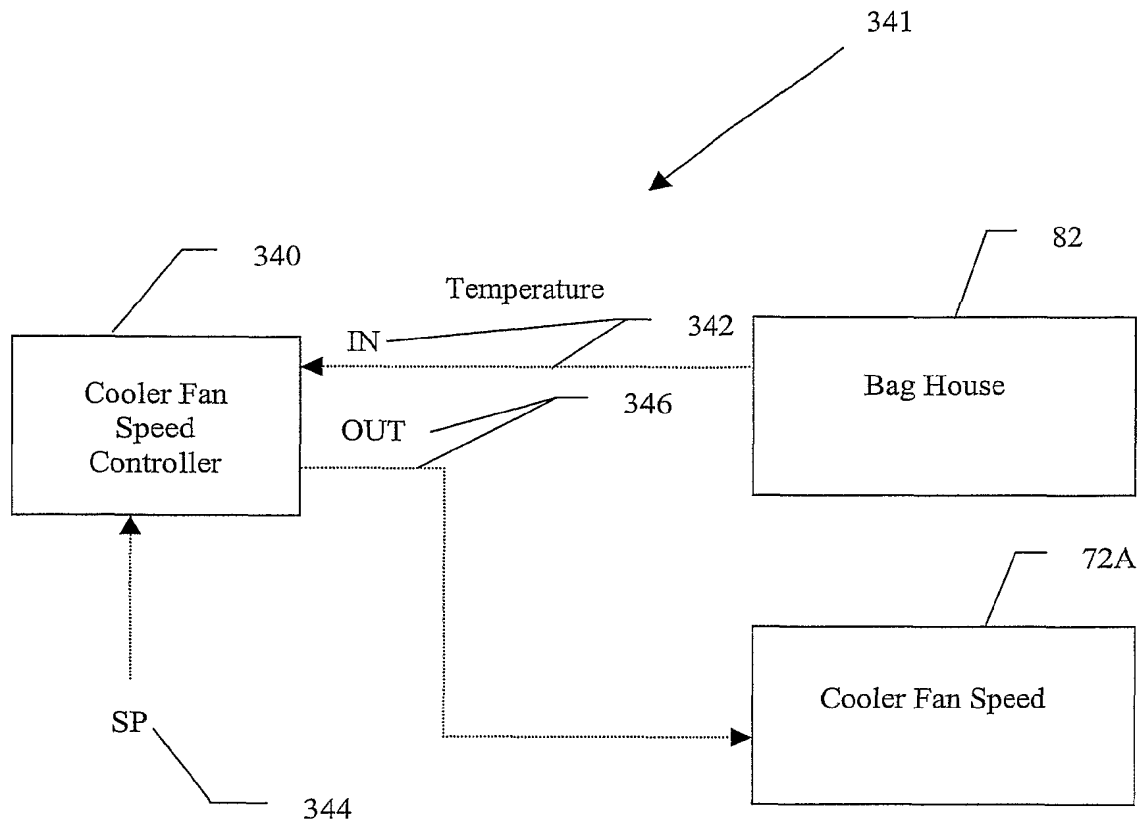 341
340
82
Temperature
IN
342
Cooler Fan
Speed
Controller
Bag House
OUT
346
72A
Cooler Fan Speed
SP
344